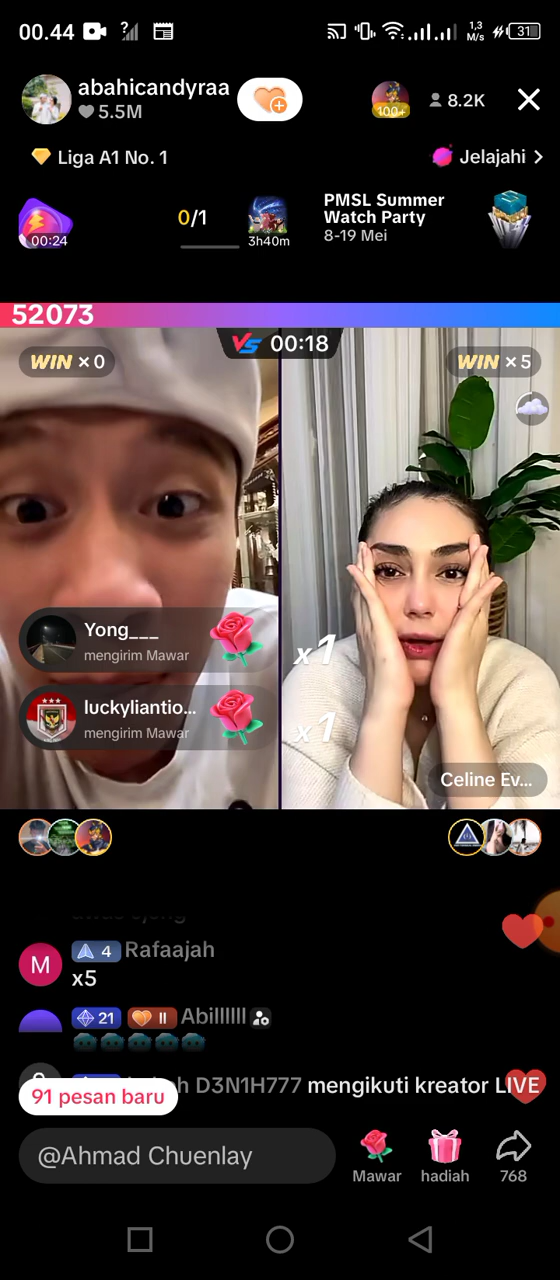 00.44
?
1,3
M/s
31
abahicandyraa
5.5M
100+
8.2K
Liga A1 No. 1
Jelajahi
00:24
0/1
3h40m
PMSL Summer
Watch Party
8-19 Mei
52073
WIN × 0
VS 00:18
WIN × 5
Yong___
mengirim Mawar
x1
luckyliantio...
mengirim Mawar
x1
Celine Ev...
M
4 Rafaajah
x5
21 II Abillllll
D3N1H777 mengikuti kreator LIVE
91 pesan baru
@Ahmad Chuenlay
Mawar
hadiah
768